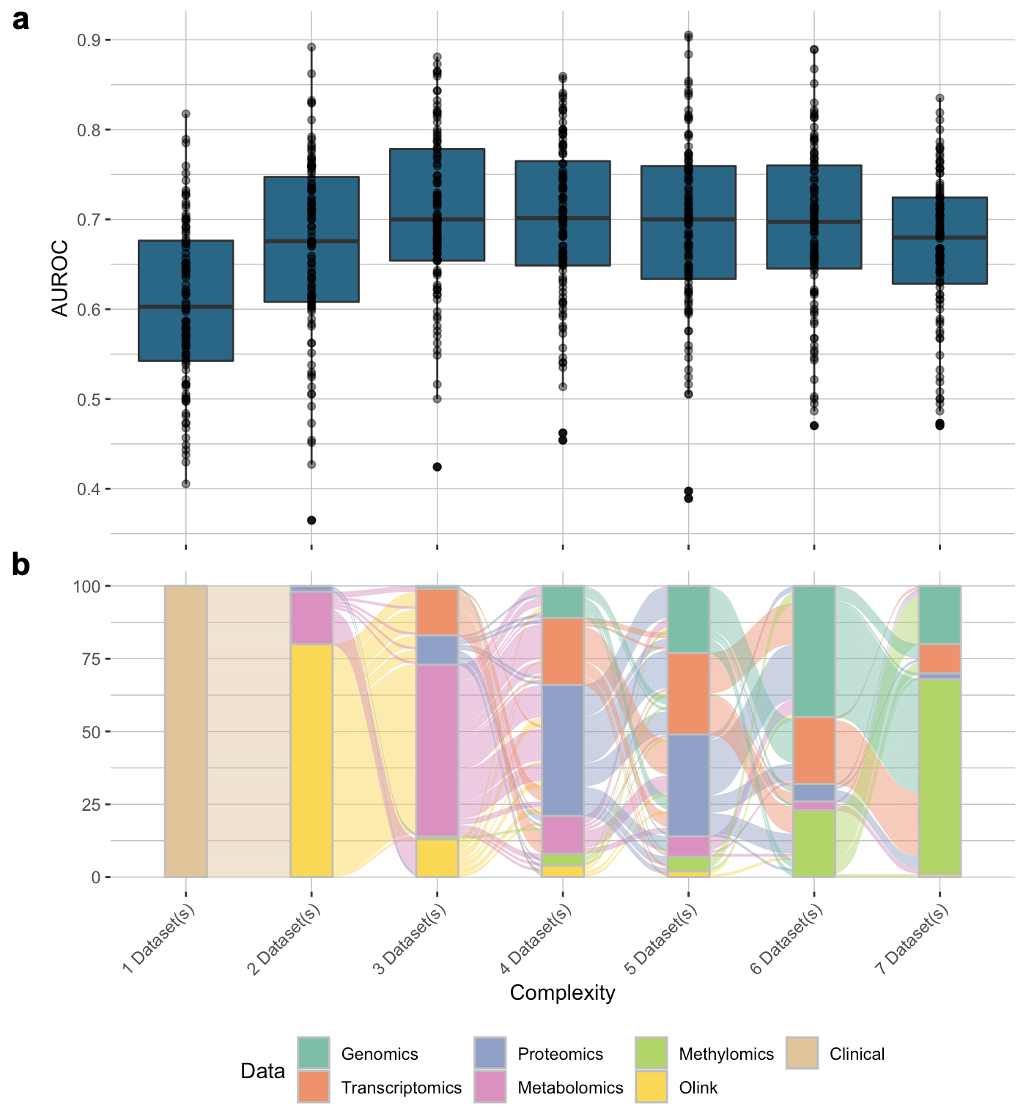 a
0.9
0.8
0.7
0.6
0.5
0.4
AUROC
b
100
75
50
25
0
1 Dataset(s)
2 Dataset(s)
3 Dataset(s)
4 Dataset(s)
5 Dataset(s)
6 Dataset(s)
7 Dataset(s)
Complexity
Data
Genomics
Proteomics
Methylomics
Clinical
Transcriptomics
Metabolomics
Olink